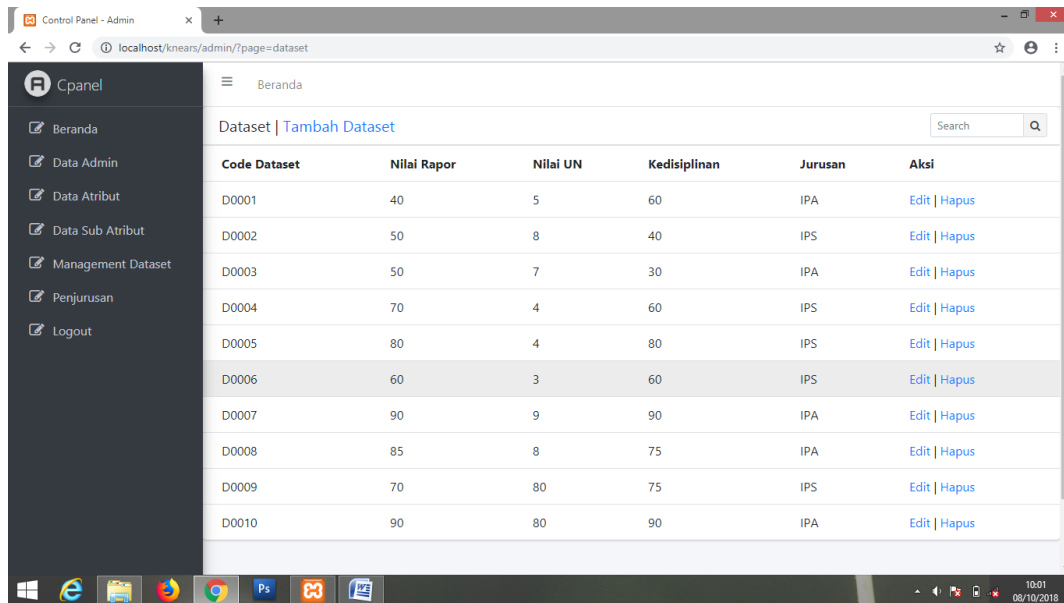 Control Panel - Admin
localhost/knears/admin/?page=dataset
A Cpanel
Beranda
Data Admin
Data Atribut
Data Sub Atribut
Management Dataset
Penjurusan
Logout
Beranda
Dataset | Tambah Dataset
Search
Code Dataset Nilai Rapor Nilai UN Kedisiplinan Jurusan Aksi
D0001 40 5 60 IPA Edit | Hapus
D0002 50 8 40 IPS Edit | Hapus
D0003 50 7 30 IPA Edit | Hapus
D0004 70 4 60 IPS Edit | Hapus
D0005 80 4 80 IPS Edit | Hapus
D0006 60 3 60 IPS Edit | Hapus
D0007 90 9 90 IPA Edit | Hapus
D0008 85 8 75 IPA Edit | Hapus
D0009 70 80 75 IPS Edit | Hapus
D0010 90 80 90 IPA Edit | Hapus
Ps
10:01
08/10/2018